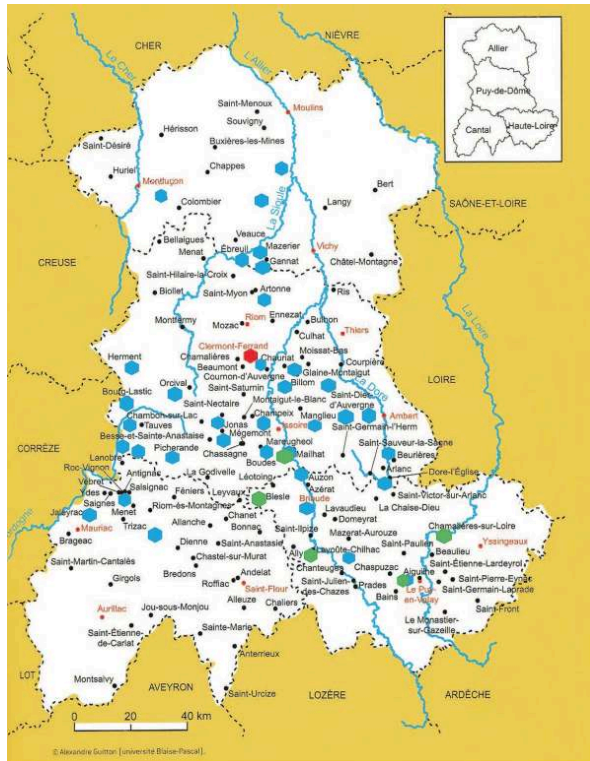 CHER
NIÈVRE
Allier
Puy-de-Dôme
Cantal
Haute-Loire
La Cher
L'Allier
Saint-Menoux
Moulins
Souvigny
Hérisson
Buxières-les-Mines
Saint-Désiré
Chappes
Huriel
Montluçon
Bert
Colombier
Langy
SAÔNE-ET-LOIRE
La Sioule
Bellaigues
Veauce
Mazerier
Vichy
Menat
Ébreuil
Gannat
Châtel-Montagne
CREUSE
Saint-Hilaire-la-Croix
Biollet
Saint-Myon
Artonne
Ris
La Loire
Montfermy
Mozac
Riom
Ennezat
Bulhon
Culhat
Thiers
Clermont-Ferrand
Chamalières
Chauriat
Moissat-Bas
Herment
Beaumont
Cournon-d'Auvergne
Glaine-Montaigut
Courpière
LOIRE
Orcival
Billom
La Dore
Bourg-Lastic
Saint-Saturnin
Saint-Dier-
d'Auvergne
Saint-Nectaire
Montaigut-le-Blanc
Chambon-sur-Lac
Champeix
Manglieu
Ambert
Tauves
Jonas
Issoire
Saint-Germain-l'Herm
Besse-et-Sainte-Anastaise
Mégemont
Saint-Sauveur-la-Sagne
CORRÈZE
Picherande
Chassagne
Mareugheol
Mailhat
Beurières
Lanobre
Boudes
Arlanc
Roc-Vignon
Antignac
La Godivelle
Léotoing
Auzon
Dore-l'Église
Vebret
Salsignac
Azérat
Ydes
Féniers
Leyvaux
Blesle
Brioude
Saint-Victor-sur-Arlanc
Saignes
La Chaise-Dieu
Jaleyrac
Menet
Riom-ès-Montagnes
Chanet
Lavaudieu
Chamalières-sur-Loire
Trizac
Allanche
Bonnac
Domeyrat
Mauriac
Saint-Ilpize
Mazerat-Aurouze
Yssingeaux
Brageac
Dienne
Saint-Anastasie
Ally
Lavoûte-Chilhac
Saint-Paulien
Beaulieu
Saint-Martin-Cantalès
Chastel-sur-Murat
Chanteuges
Chaspuzac
Aiguilhe
Saint-Étienne-Lardeyrol
Bredons
Andelat
Saint-Julien-
des-Chazes
Prades
Le Puy-
en-Velay
Saint-Pierre-Eynac
Girgols
Roffiac
Saint-Flour
Bains
Saint-Germain-Laprade
Jou-sous-Monjou
Alleuze
Chaliers
Saint-Front
Aurillac
Le Monastier-
sur-Gazeille
Saint-Étienne-
de-Carlat
Sainte-Marie
Anterrieux
LOT
Montsalvy
AVEYRON
Saint-Urcize
LOZÈRE
ARDÈCHE
0 20 40 km
© Alexandre Guitton [université Blaise-Pascal].